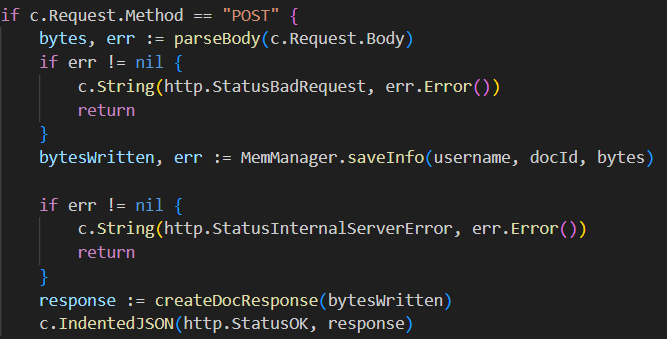 if c.Request.Method == "POST" {
    bytes, err := parseBody(c.Request.Body)
    if err != nil {
        c.String(http.StatusBadRequest, err.Error())
        return
    }
    bytesWritten, err := MemManager.saveInfo(username, docId, bytes)

    if err != nil {
        c.String(http.StatusInternalServerError, err.Error())
        return
    }
    response := createDocResponse(bytesWritten)
    c.IndentedJSON(http.StatusOK, response)